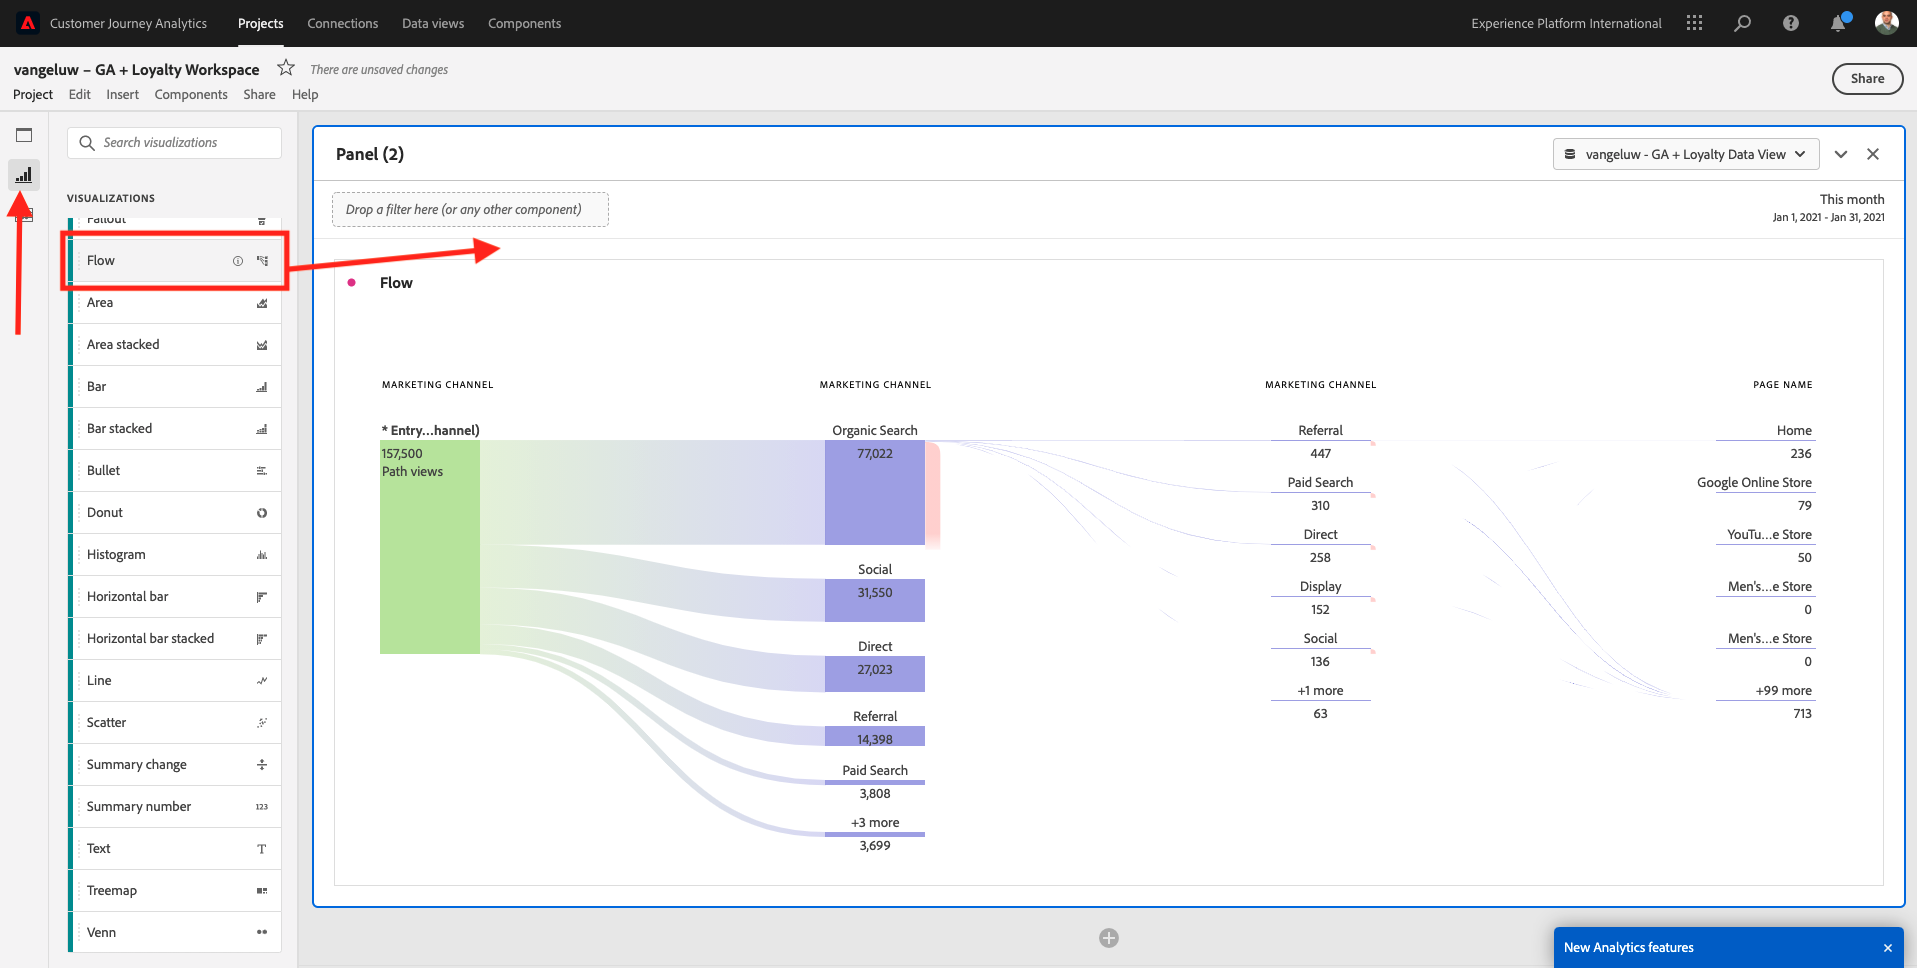 Customer Journey Analytics Projects Connections Data views Components Experience Platform International
vangeluw – GA + Loyalty Workspace There are unsaved changes
Project Edit Insert Components Share Help
Share
Search visualizations
VISUALIZATIONS
Fallout
Flow
Area
Area stacked
Bar
Bar stacked
Bullet
Donut
Histogram
Horizontal bar
Horizontal bar stacked
Line
Scatter
Summary change
Summary number 123
Text
Treemap
Venn
Panel (2)
vangeluw - GA + Loyalty Data View
Drop a filter here (or any other component)
This month
Jan 1, 2021 - Jan 31, 2021
Flow
MARKETING CHANNEL
* Entry...hannel)
157,500
Path views
MARKETING CHANNEL
Organic Search
77,022
Social
31,550
Direct
27,023
Referral
14,398
Paid Search
3,808
+3 more
3,699
MARKETING CHANNEL
Referral
447
Paid Search
310
Direct
258
Display
152
Social
136
+1 more
63
PAGE NAME
Home
236
Google Online Store
79
YouTu...e Store
50
Men's...e Store
0
Men's...e Store
0
+99 more
713
New Analytics features